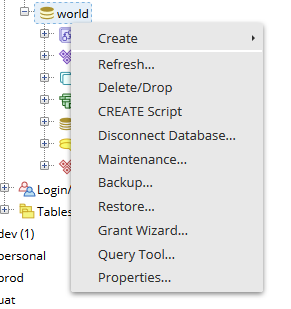 world
Create
Refresh...
Delete/Drop
CREATE Script
Disconnect Database...
Maintenance...
Backup...
Login/
Restore...
Tables
Grant Wizard...
dev (1)
Query Tool...
personal
Properties...
prod
uat